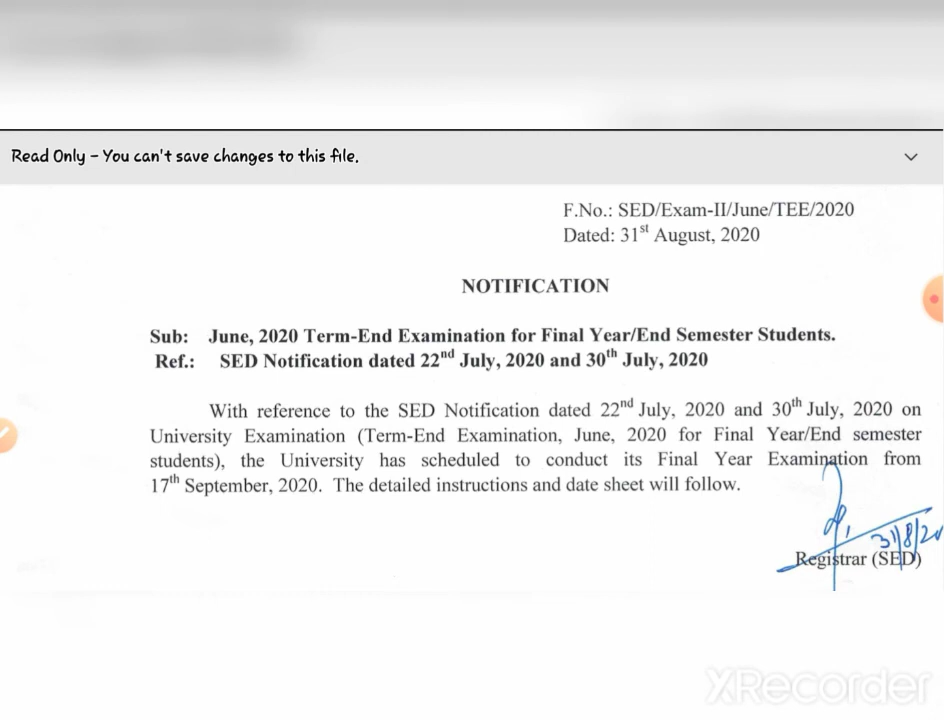 Read Only – You can't save changes to this file.
F.No.: SED/Exam-II/June/TEE/2020
Dated: 31st August, 2020
NOTIFICATION
Sub: June, 2020 Term-End Examination for Final Year/End Semester Students.
Ref.: SED Notification dated 22nd July, 2020 and 30th July, 2020
With reference to the SED Notification dated 22nd July, 2020 and 30th July, 2020 on
University Examination (Term-End Examination, June, 2020 for Final Year/End semester
students), the University has scheduled to conduct its Final Year Examination from
17th September, 2020. The detailed instructions and date sheet will follow.
31/8/20
Registrar (SED)
XRecorder